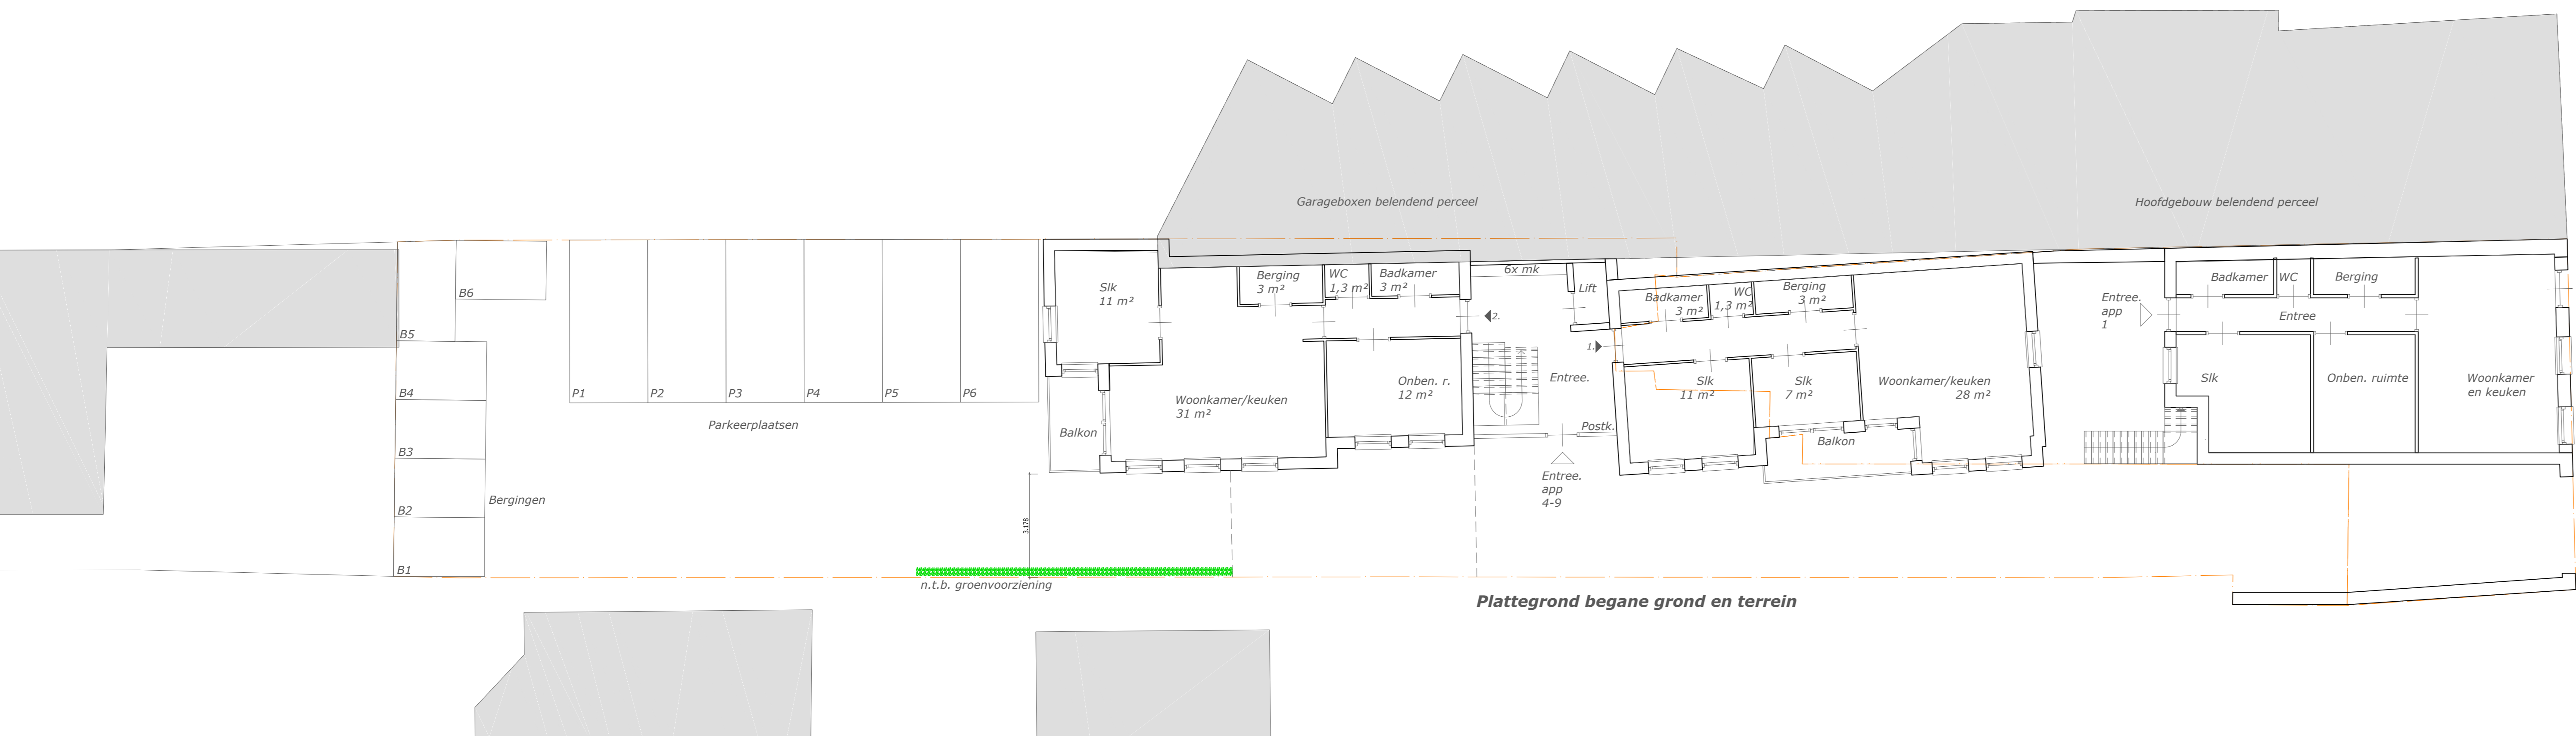 Garageboxen belendend perceel
Hoofdgebouw belendend perceel
B6
B5
B4
B3
B2
B1
Bergingen
P1
P2
P3
P4
P5
P6
Parkeerplaatsen
Slk
11 m²
Berging
3 m²
WC
1,3 m²
Badkamer
3 m²
Woonkamer/keuken
31 m²
Onben. r.
12 m²
Balkon
3.178
n.t.b. groenvoorziening
6x mk
Lift
2.
1.
Entree.
Postk.
Entree.
app
4-9
Badkamer
3 m²
WC
1,3 m²
Berging
3 m²
Slk
11 m²
Slk
7 m²
Woonkamer/keuken
28 m²
Balkon
Entree.
app
1
Badkamer
WC
Berging
Entree
Slk
Onben. ruimte
Woonkamer
en keuken
Plattegrond begane grond en terrein